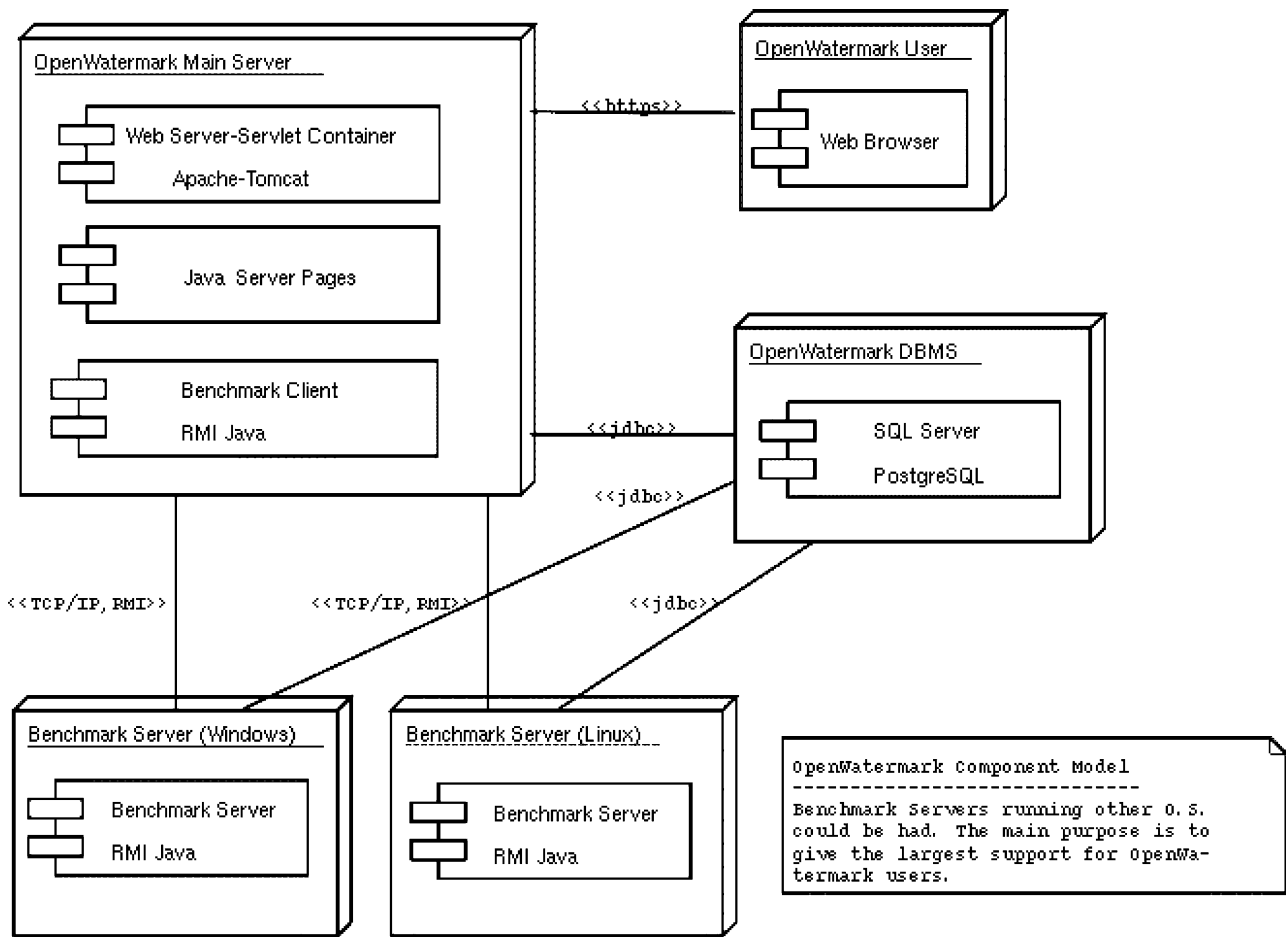 OpenWatermark Main Server
Web Server-Servlet Container
Apache-Tomcat
Java Server Pages
Benchmark Client
RMI Java
<<https>>
OpenWatermark User
Web Browser
OpenWatermark DBMS
SQL Server
PostgreSQL
<<jdbc>>
<<jdbc>>
<<TCP/IP, RMI>>
<<TCP/IP, RMI>>
<<jdbc>>
Benchmark Server (Windows)
Benchmark Server
RMI Java
Benchmark Server (Linux)
Benchmark Server
RMI Java
OpenWatermark Component Model
------------------------------
Benchmark Servers running other O.S.
could be had. The main purpose is to
give the largest support for OpenWa-
termark users.